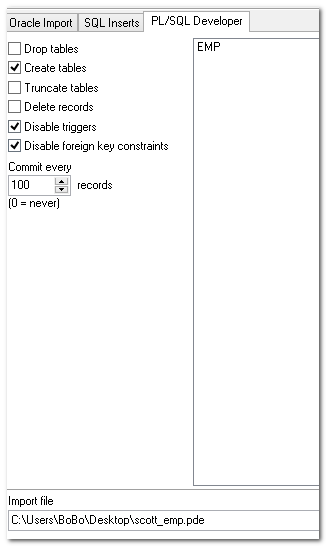 Oracle Import SQL Inserts PL/SQL Developer
Drop tables
Create tables
Truncate tables
Delete records
Disable triggers
Disable foreign key constraints
Commit every
100 records
(0 = never)
EMP
Import file
C:\Users\BoBo\Desktop\scott_emp.pde